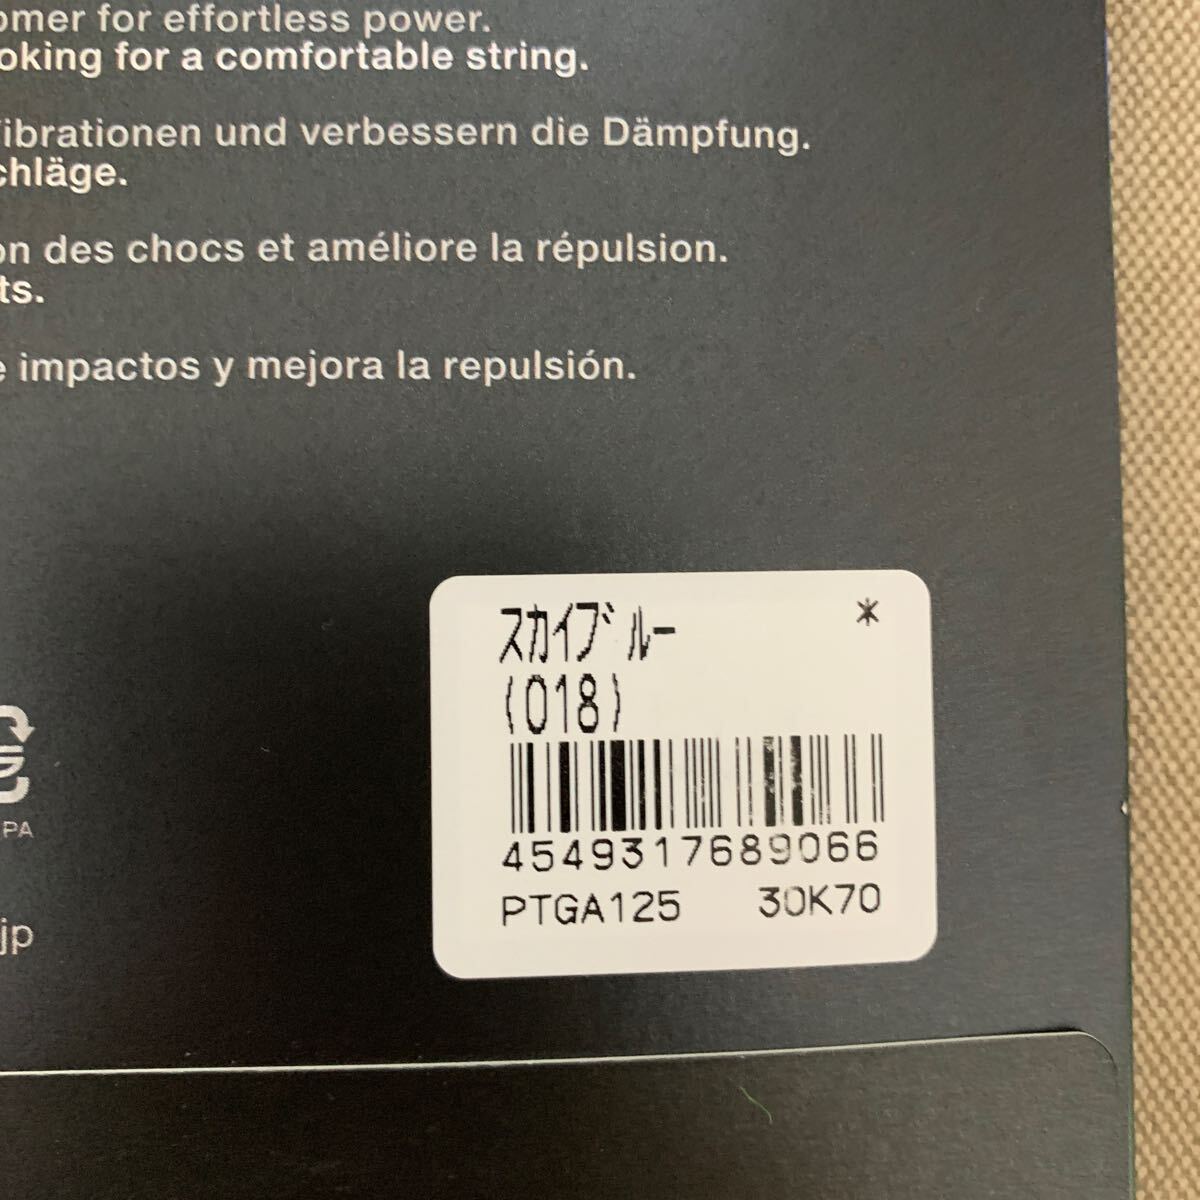 omer for effortless power.
oking for a comfortable string.
ibrationen und verbessern die Dämpfung.
chläge.
on des chocs et améliore la répulsion.
ts.
e impactos y mejora la repulsión.
スカイブルー *
(018)
PA
4549317689066
jp
PTGA125 30K70